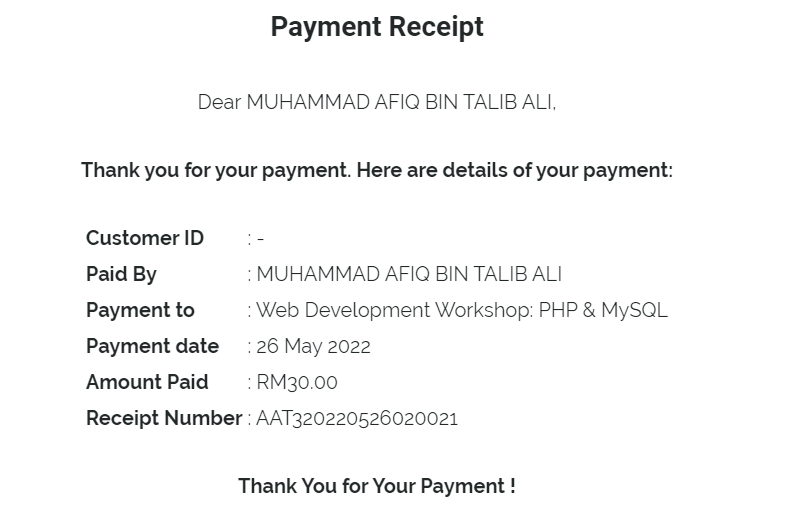 Payment Receipt
Dear MUHAMMAD AFIQ BIN TALIB ALI,
Thank you for your payment. Here are details of your payment:
Customer ID : -
Paid By : MUHAMMAD AFIQ BIN TALIB ALI
Payment to : Web Development Workshop: PHP & MySQL
Payment date : 26 May 2022
Amount Paid : RM30.00
Receipt Number : AAT320220526020021
Thank You for Your Payment !